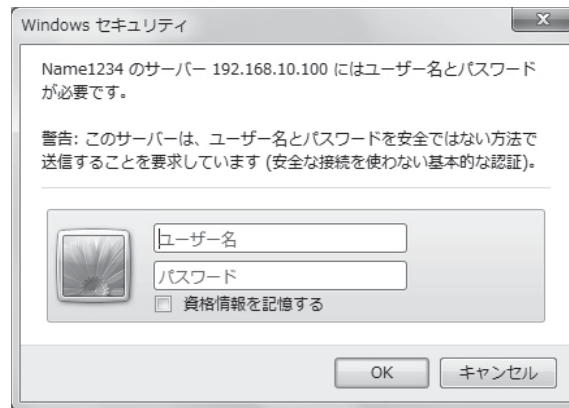 Windows セキュリティ
Name1234 のサーバー 192.168.10.100 にはユーザー名とパスワード
が必要です。
警告: このサーバーは、ユーザー名とパスワードを安全ではない方法で
送信することを要求しています (安全な接続を使わない基本的な認証)。
ユーザー名
パスワード
資格情報を記憶する
OK
キャンセル